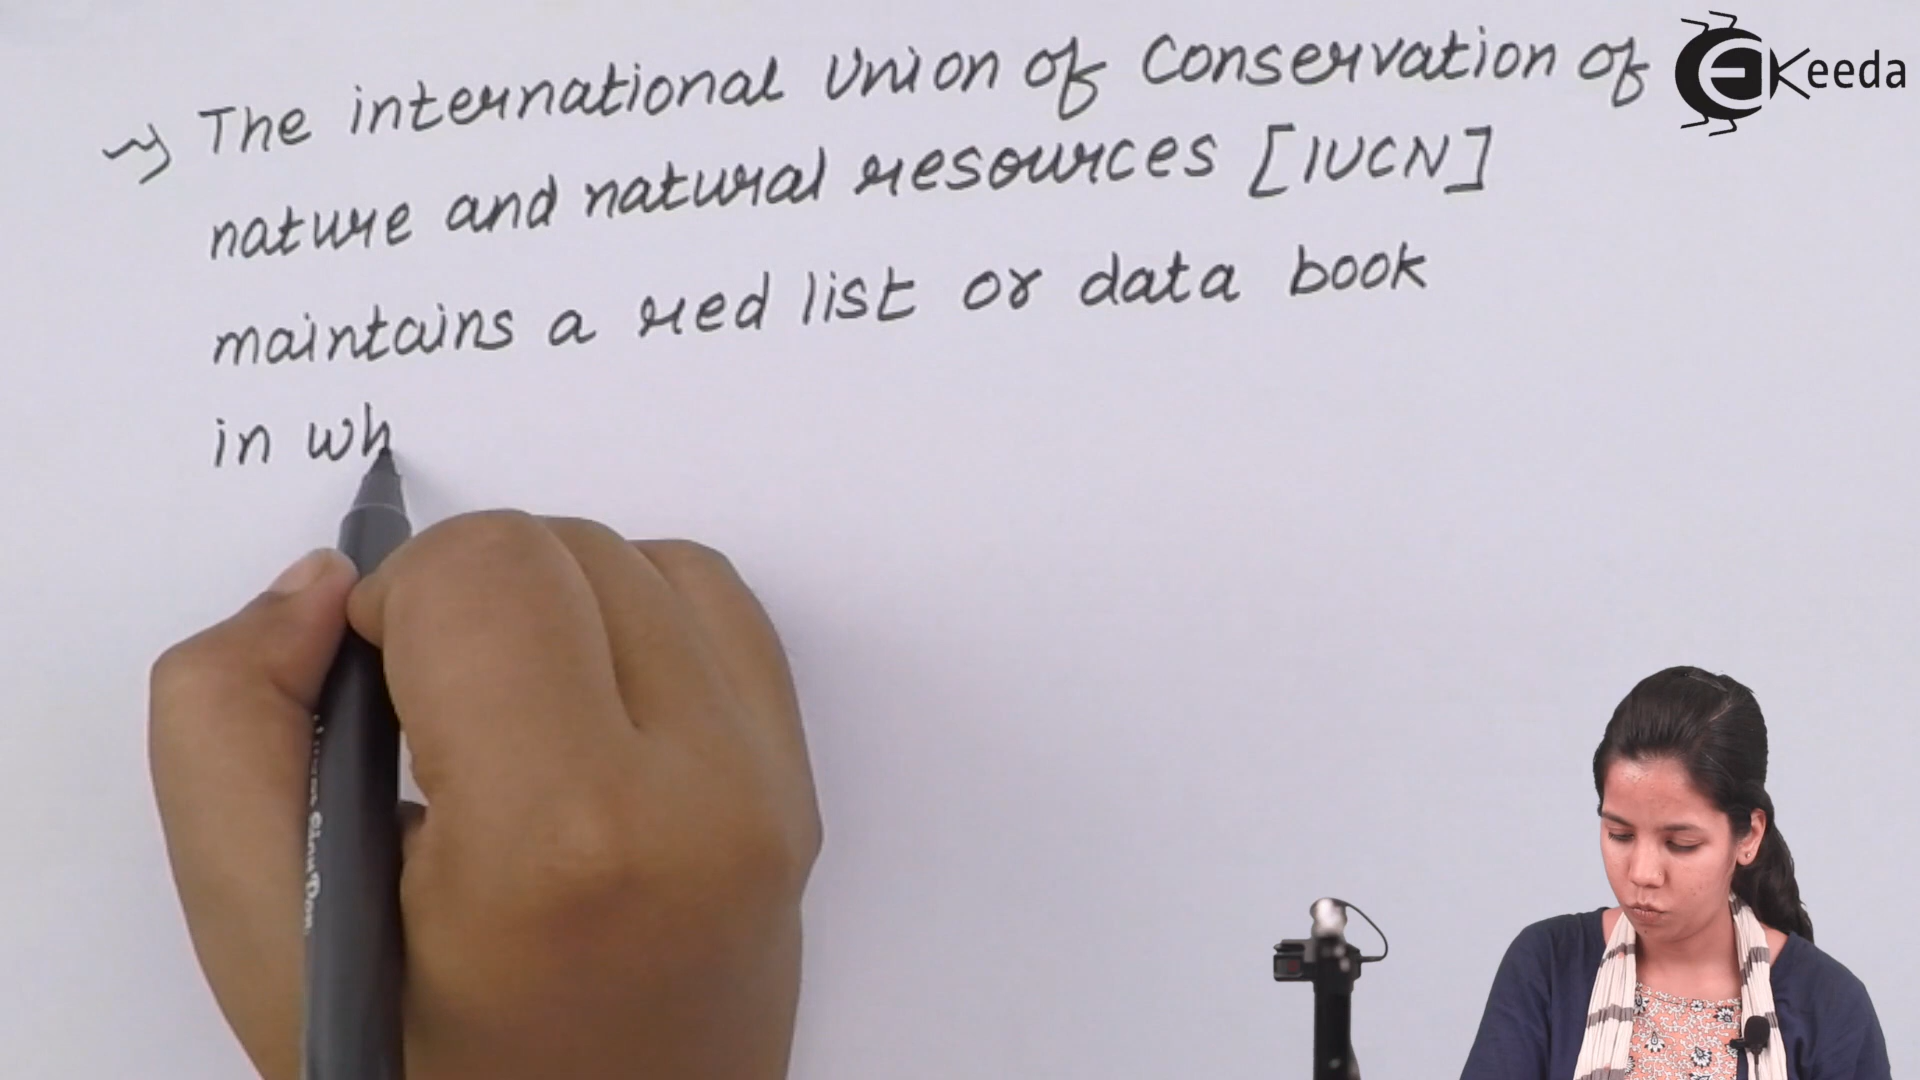 The international Union of Conservation of
nature and natural resources [IUCN]
maintains a red list or data book
in wh
EKeeda